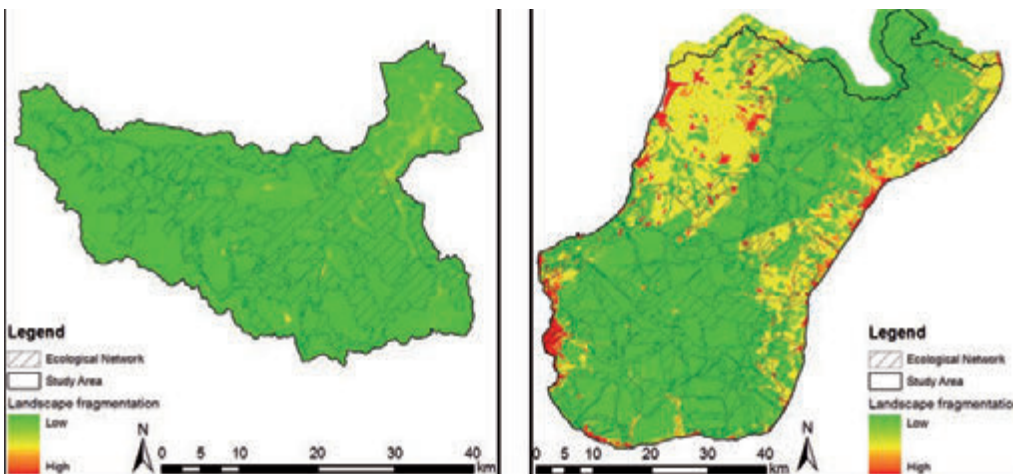 Legend
Ecological Network
Study Area
Landscape fragmentation
Low
High
N
0 5 10 20 30 40
km
Legend
Ecological Network
Study Area
Landscape fragmentation
Low
High
N
0 5 10 20 30 40
km